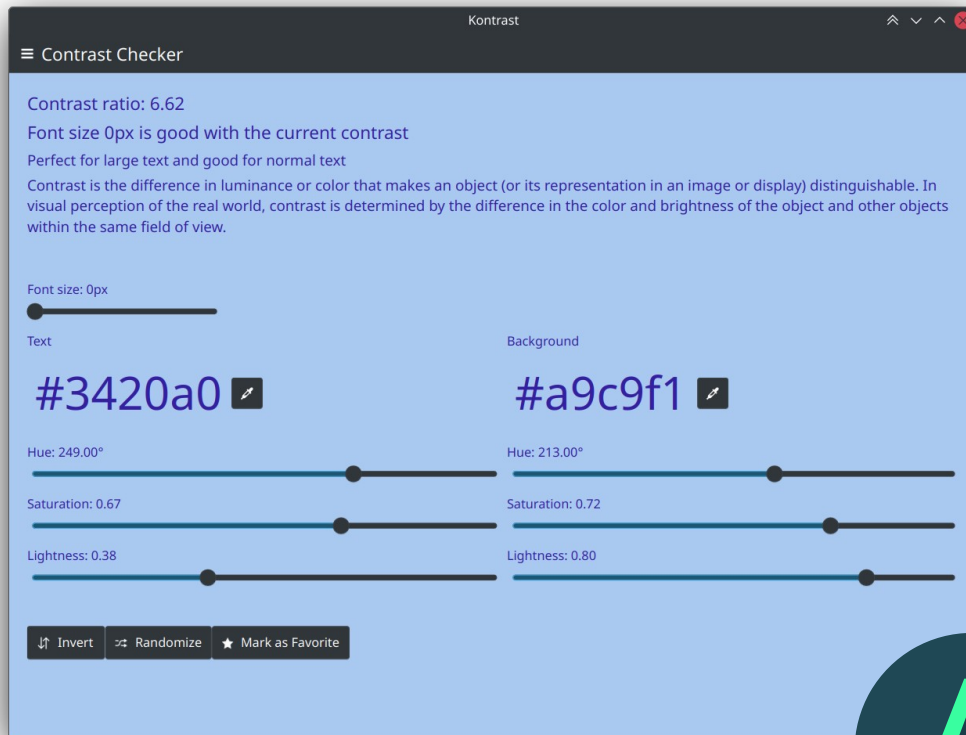 Kontrast
Contrast Checker
Contrast ratio: 6.62
Font size 0px is good with the current contrast
Perfect for large text and good for normal text
Contrast is the difference in luminance or color that makes an object (or its representation in an image or display) distinguishable. In
visual perception of the real world, contrast is determined by the difference in the color and brightness of the object and other objects
within the same field of view.
Font size: 0px
Text
Background
#3420a0
#a9c9f1
Hue: 249.00°
Hue: 213.00°
Saturation: 0.67
Saturation: 0.72
Lightness: 0.38
Lightness: 0.80
Invert
Randomize
Mark as Favorite